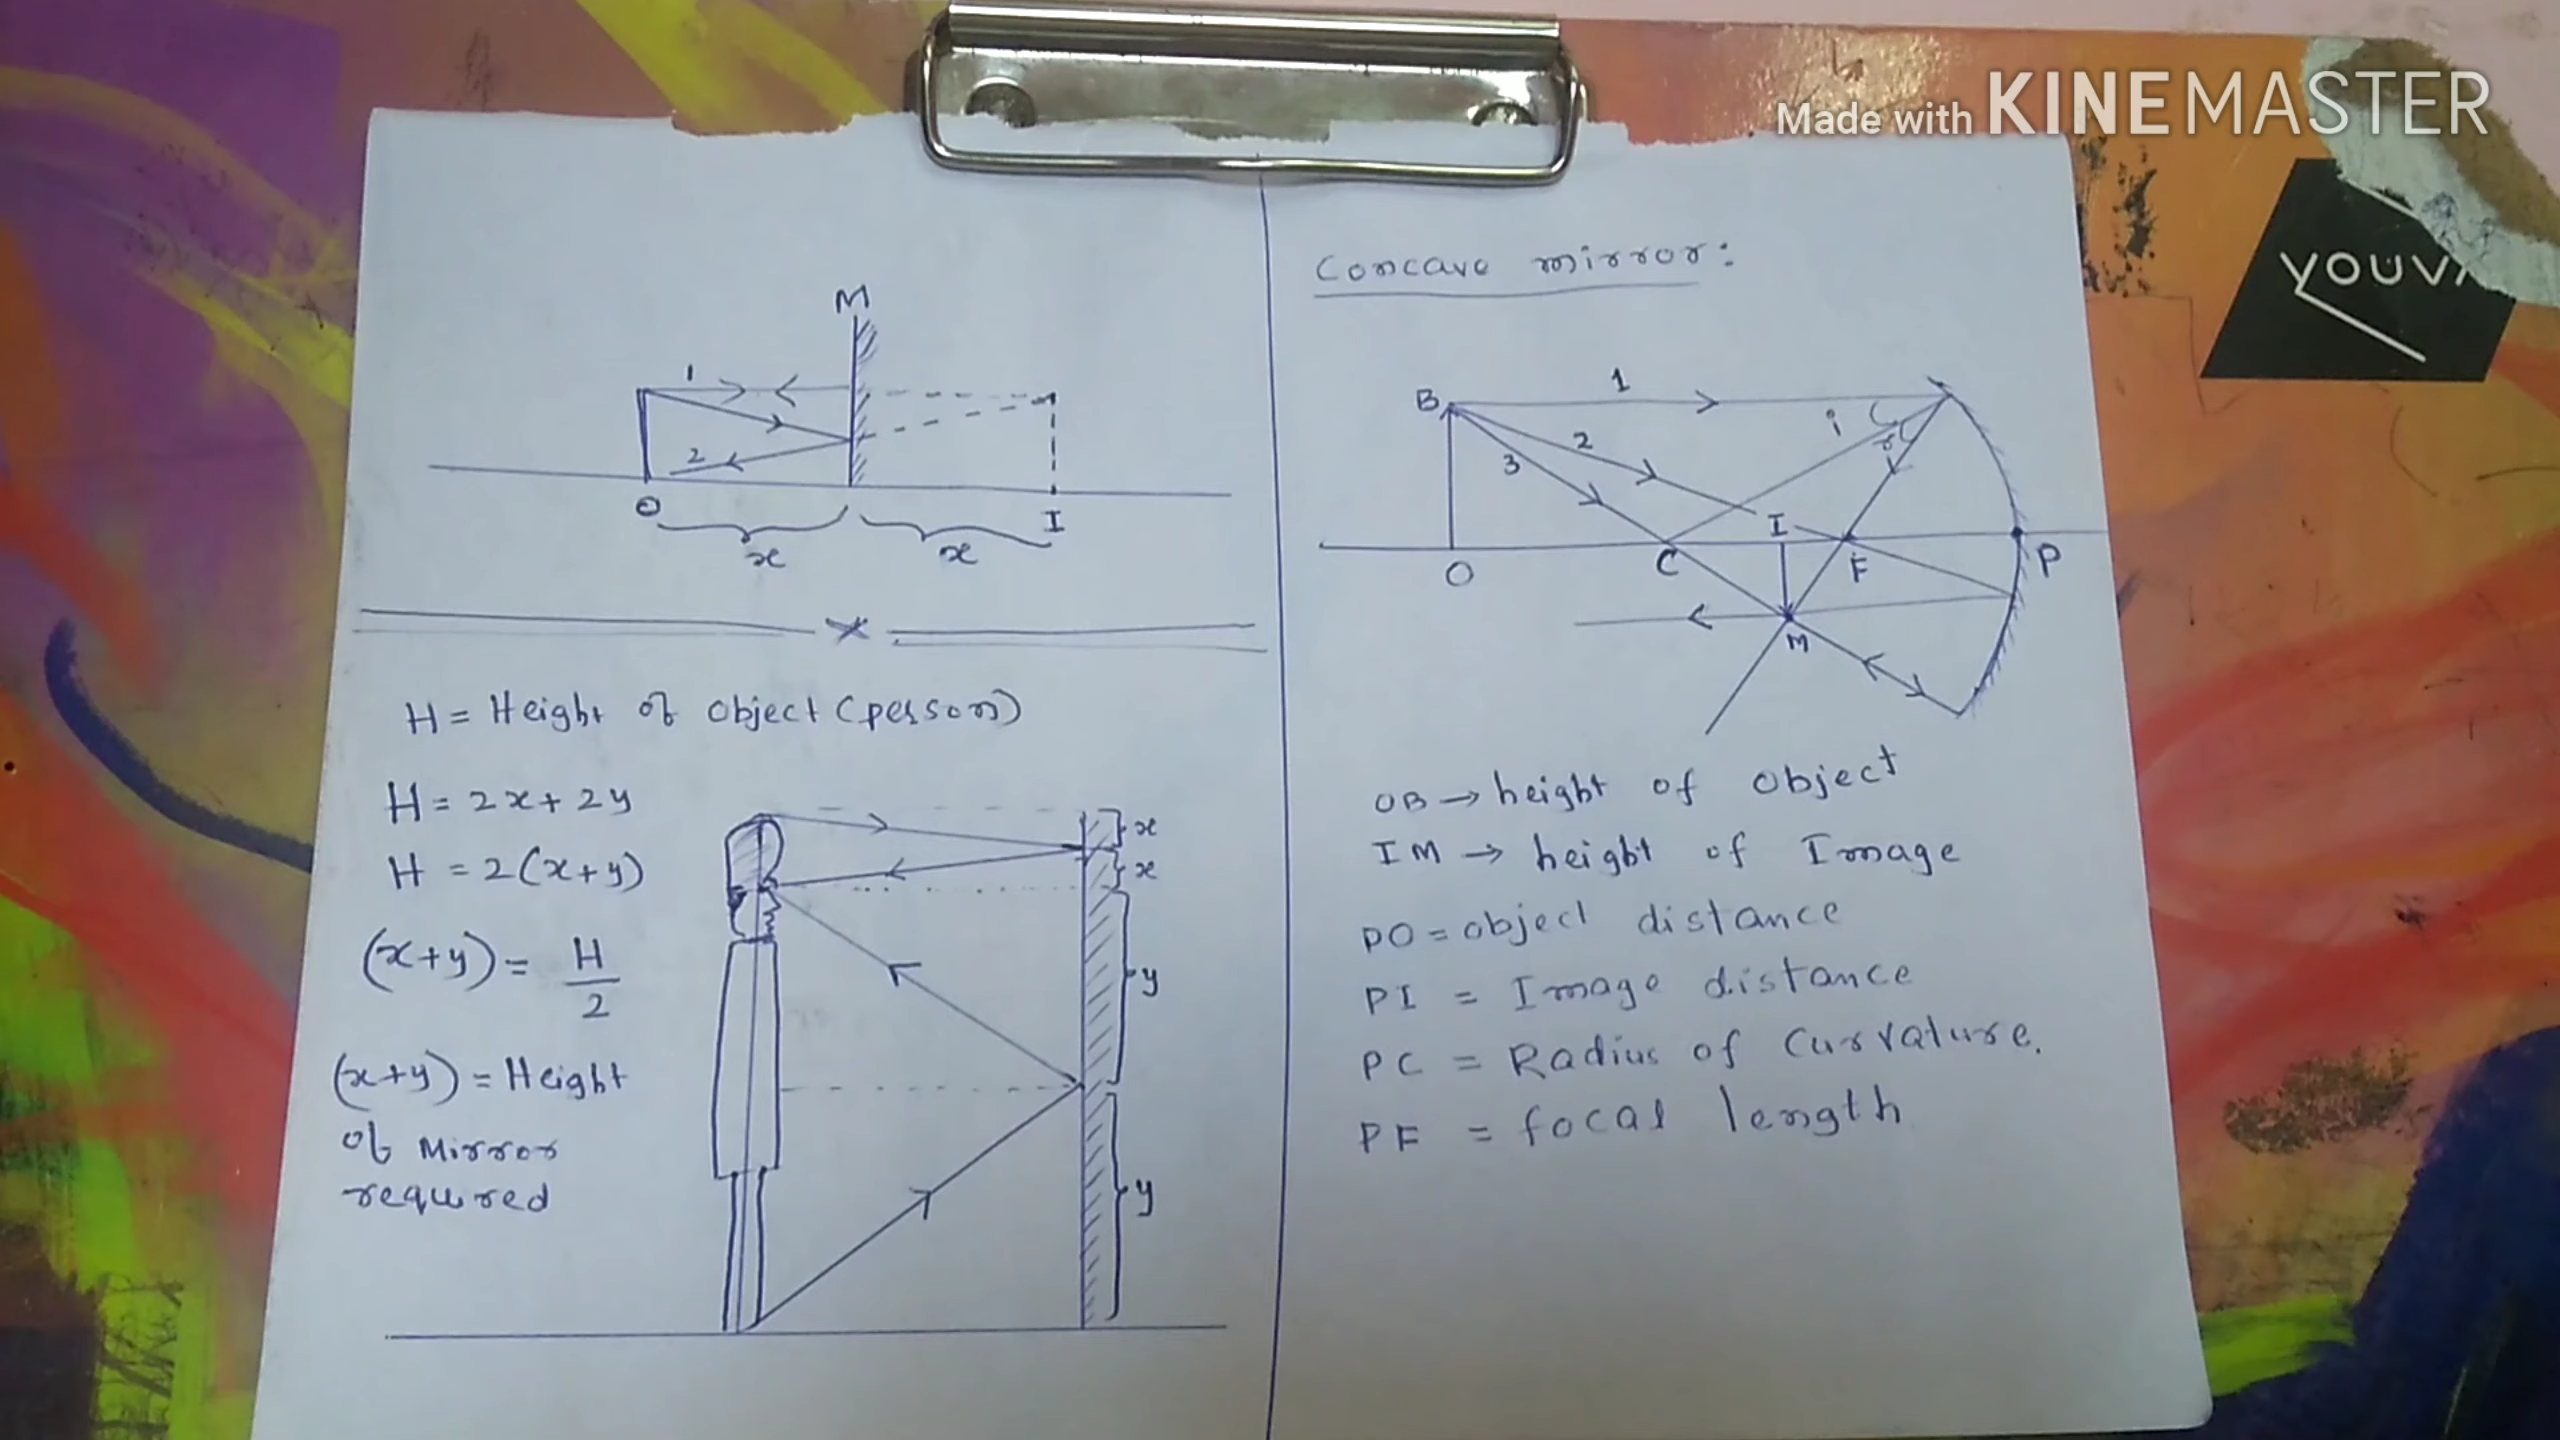 Made with KINEMASTER
YOUV
M
1
2
O
I
x
x
H = Height of object (person)
H = 2x + 2y
H = 2(x+y)
(x+y) = H
2
(x+y) = Height
of Mirror
required
x
x
y
y
Concave mirror:
B
1
2
3
i
r
I
O
C
F
P
M
OB → height of object
IM → height of Image
PO = object distance
PI = Image distance
PC = Radius of Curvature.
PF = focal length